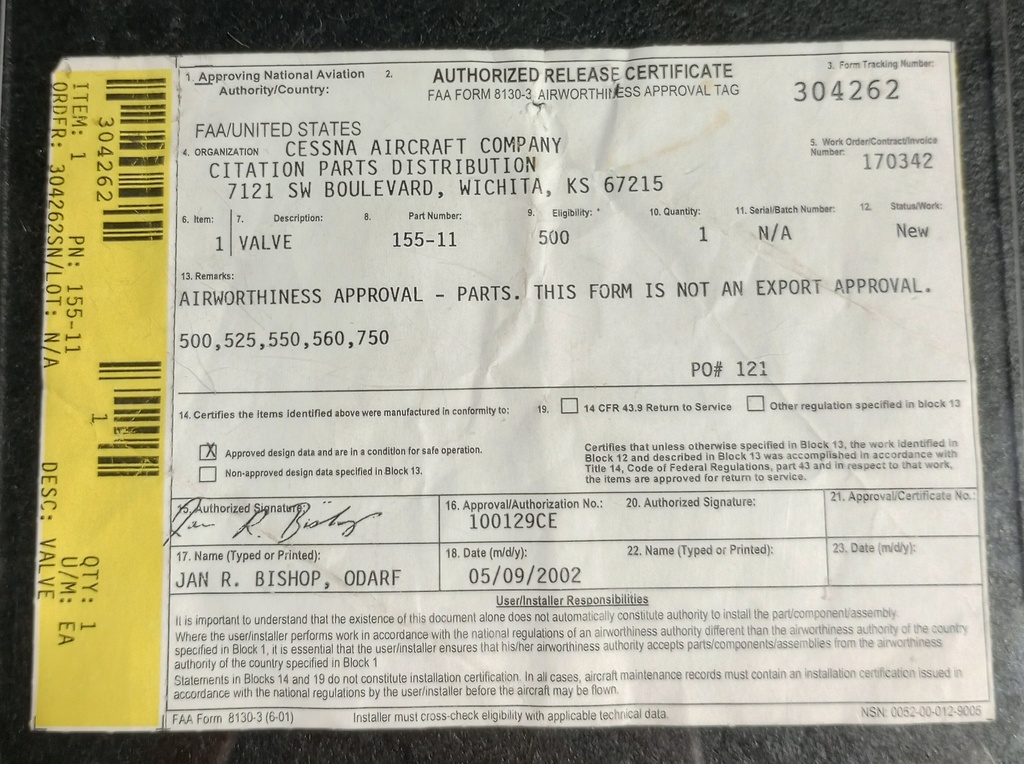 1. Approving National Aviation Authority/Country:
2.
AUTHORIZED RELEASE CERTIFICATE
FAA FORM 8130-3 AIRWORTHINESS APPROVAL TAG
3. Form Tracking Number:
304262
FAA/UNITED STATES
4. ORGANIZATION CESSNA AIRCRAFT COMPANY
CITATION PARTS DISTRIBUTION
7121 SW BOULEVARD, WICHITA, KS 67215
5. Work Order/Contract/Invoice Number:
170342
6. Item: 7. Description: 8. Part Number: 9. Eligibility: * 10. Quantity: 11. Serial/Batch Number: 12. Status/Work:
1 VALVE 155-11 500 1 N/A New
13. Remarks:
AIRWORTHINESS APPROVAL - PARTS. THIS FORM IS NOT AN EXPORT APPROVAL.
500,525,550,560,750
PO# 121
14. Certifies the items identified above were manufactured in conformity to:
X Approved design data and are in a condition for safe operation.
Non-approved design data specified in Block 13.
19. 14 CFR 43.9 Return to Service Other regulation specified in block 13
Certifies that unless otherwise specified in Block 13, the work identified in
Block 12 and described in Block 13 was accomplished in accordance with
Title 14, Code of Federal Regulations, part 43 and in respect to that work,
the items are approved for return to service.
15. Authorized Signature:
Jan R. Bishop
16. Approval/Authorization No.:
100129CE
20. Authorized Signature:
21. Approval/Certificate No.:
17. Name (Typed or Printed):
JAN R. BISHOP, ODARF
18. Date (m/d/y):
05/09/2002
22. Name (Typed or Printed):
23. Date (m/d/y):
User/Installer Responsibilities
It is important to understand that the existence of this document alone does not automatically constitute authority to install the part/component/assembly.
Where the user/installer performs work in accordance with the national regulations of an airworthiness authority different than the airworthiness authority of the country
specified in Block 1, it is essential that the user/installer ensures that his/her airworthiness authority accepts parts/components/assemblies from the airworthiness
authority of the country specified in Block 1
Statements in Blocks 14 and 19 do not constitute installation certification. In all cases, aircraft maintenance records must contain an installation certification issued in
accordance with the national regulations by the user/installer before the aircraft may be flown.
FAA Form 8130-3 (6-01) Installer must cross-check eligibility with applicable technical data. NSN: 0052-00-012-9005
304262
1
ITEM: 1 PN: 155-11 QTY: 1
U/M: EA
ORDER: 304262SN/LOT: N/A DESC: VALVE